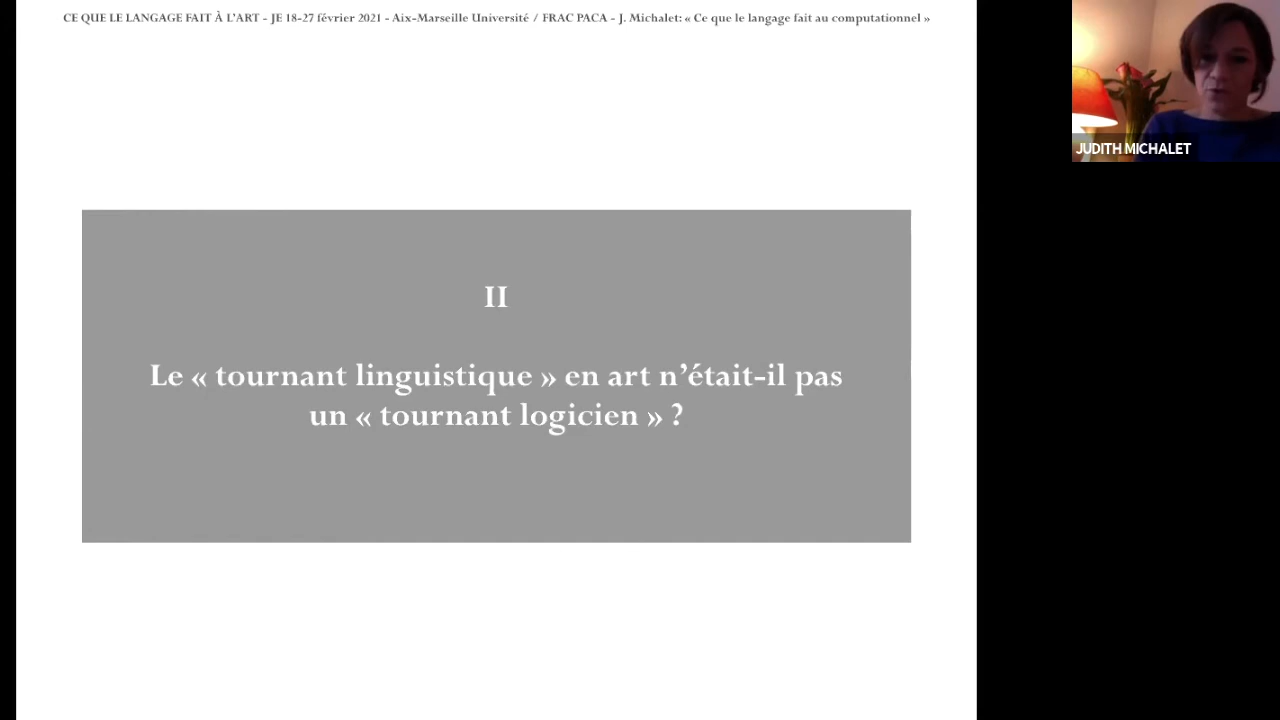 CE QUE LE LANGAGE FAIT À L'ART - JE 18-27 février 2021 - Aix-Marseille Université / FRAC PACA - J. Michalet: « Ce que le langage fait au computationnel »
JUDITH MICHALET
II
Le « tournant linguistique » en art n’était-il pas
un « tournant logicien » ?